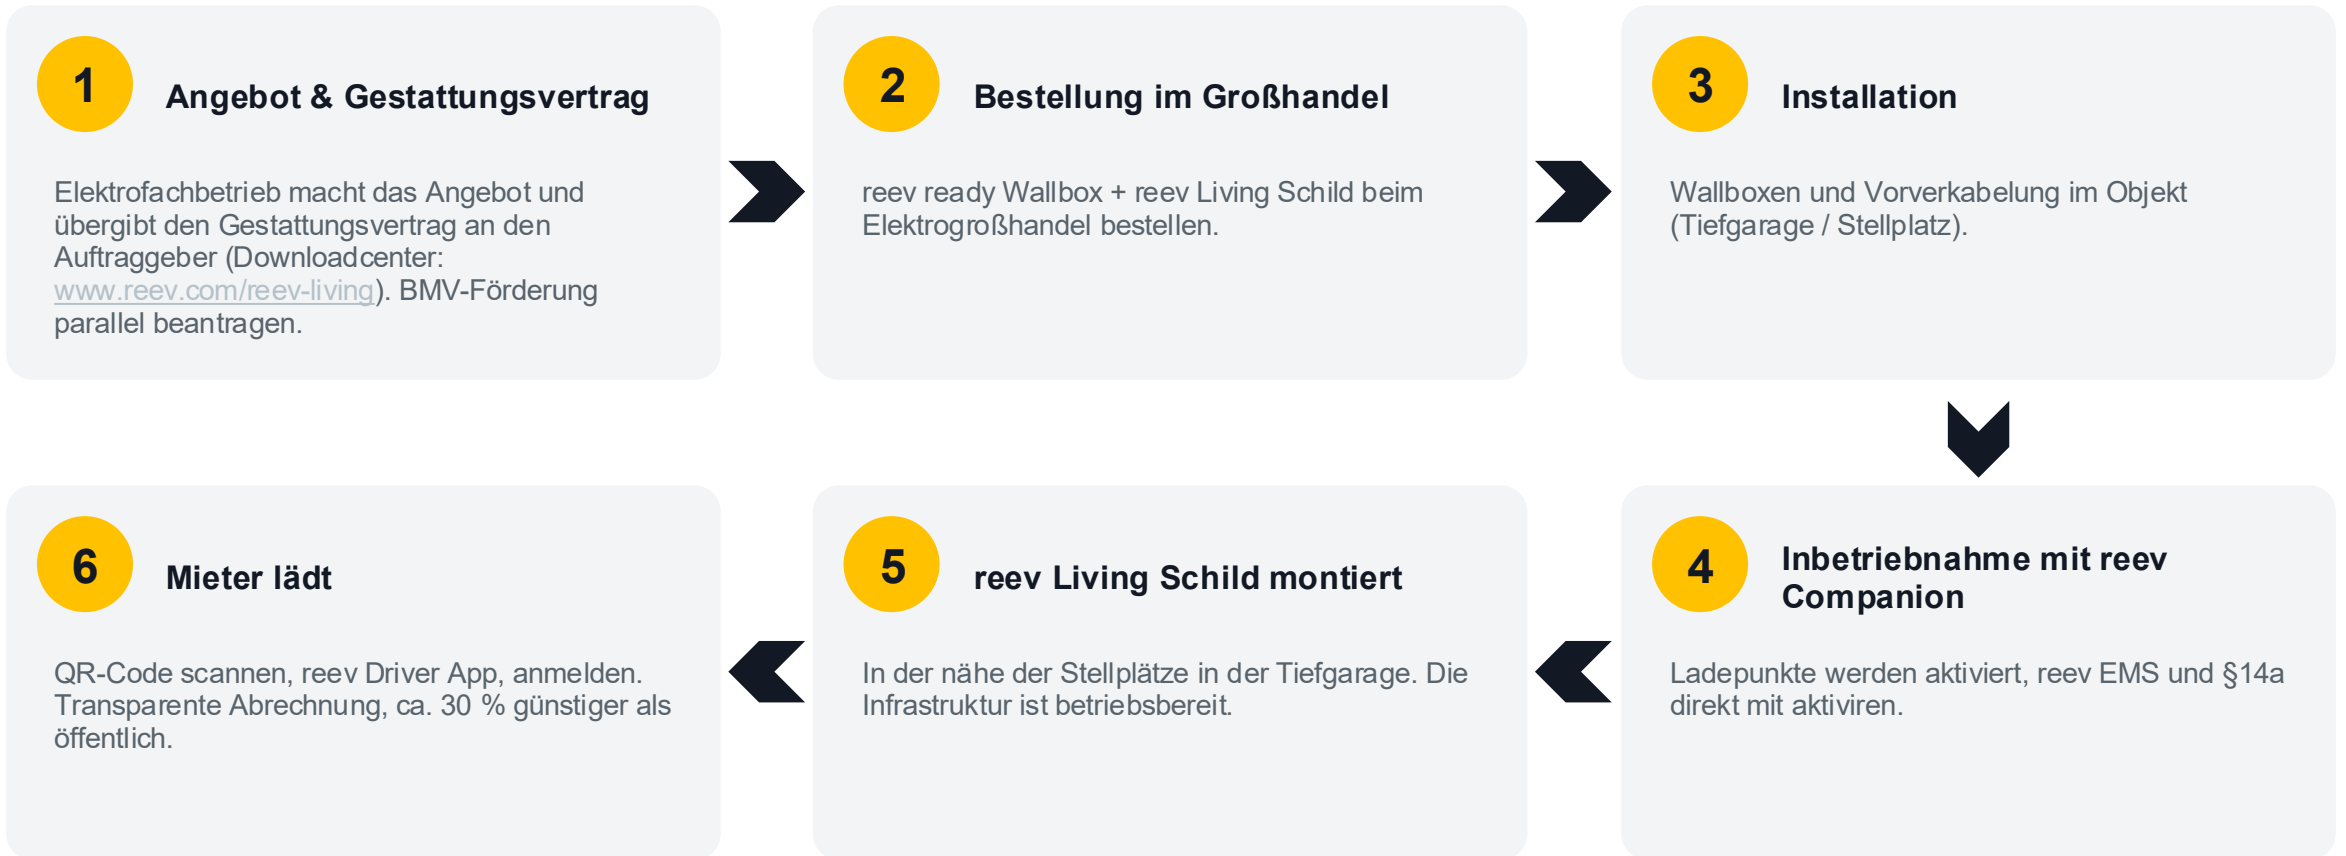 1
Angebot & Gestattungsvertrag
Elektrofachbetrieb macht das Angebot und
übergibt den Gestattungsvertrag an den
Auftraggeber (Downloadcenter:
www.reev.com/reev-living). BMV-Förderung
parallel beantragen.
2
Bestellung im Großhandel
reev ready Wallbox + reev Living Schild beim
Elektrogroßhandel bestellen.
3
Installation
Wallboxen und Vorverkabelung im Objekt
(Tiefgarage / Stellplatz).
4
Inbetriebnahme mit reev
Companion
Ladepunkte werden aktiviert, reev EMS und §14a
direkt mit aktiviren.
5
reev Living Schild montiert
In der nähe der Stellplätze in der Tiefgarage. Die
Infrastruktur ist betriebsbereit.
6
Mieter lädt
QR-Code scannen, reev Driver App, anmelden.
Transparente Abrechnung, ca. 30 % günstiger als
öffentlich.